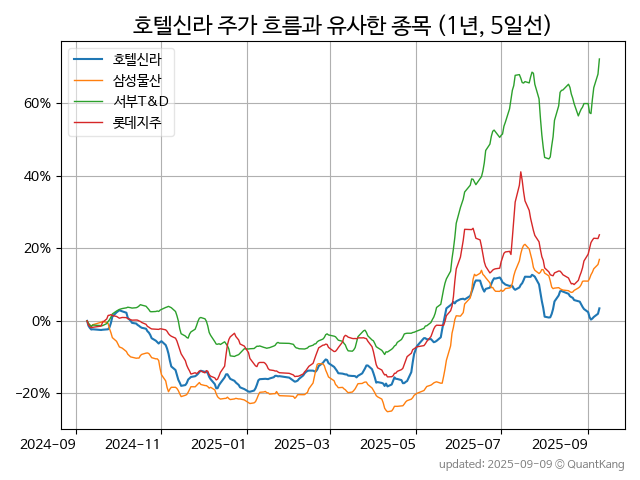 호텔신라 주가 흐름과 유사한 종목 (1년, 5일선)
호텔신라
삼성물산
서부T&D
롯데지주
60%
40%
20%
0%
−20%
2024-09
2024-11
2025-01
2025-03
2025-05
2025-07
2025-09
updated: 2025-09-09 © QuantKang